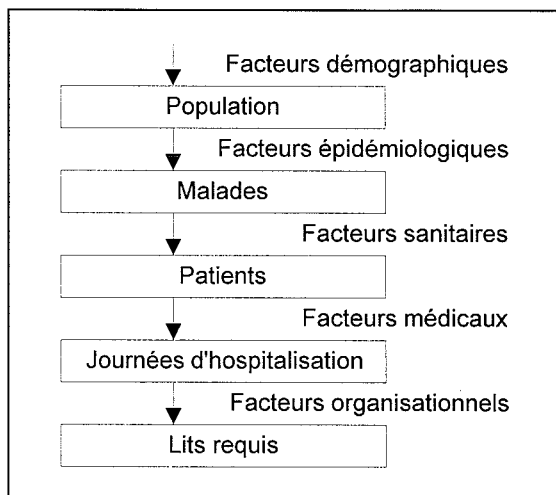 Facteurs démographiques
Population
Facteurs épidémiologiques
Malades
Facteurs sanitaires
Patients
Facteurs médicaux
Journées d'hospitalisation
Facteurs organisationnels
Lits requis